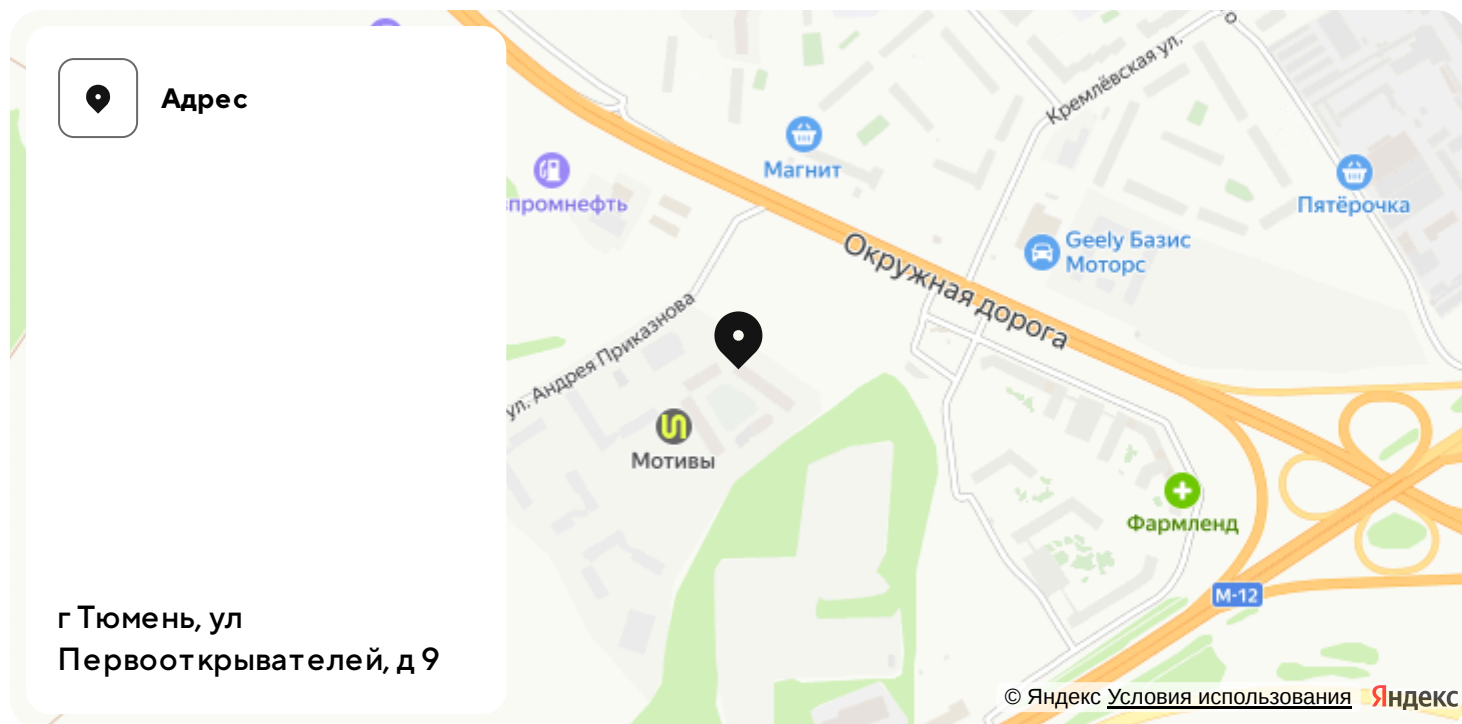 Адрес
г Тюмень, ул
Первооткрывателей, д 9
Кремлёвская ул.
Магнит
Пятёрочка
Geely Базис
Моторс
Окружная дорога
ул. Андрея Приказнова
Мотивы
Фармленд
М-12
© Яндекс Условия использования Яндекс